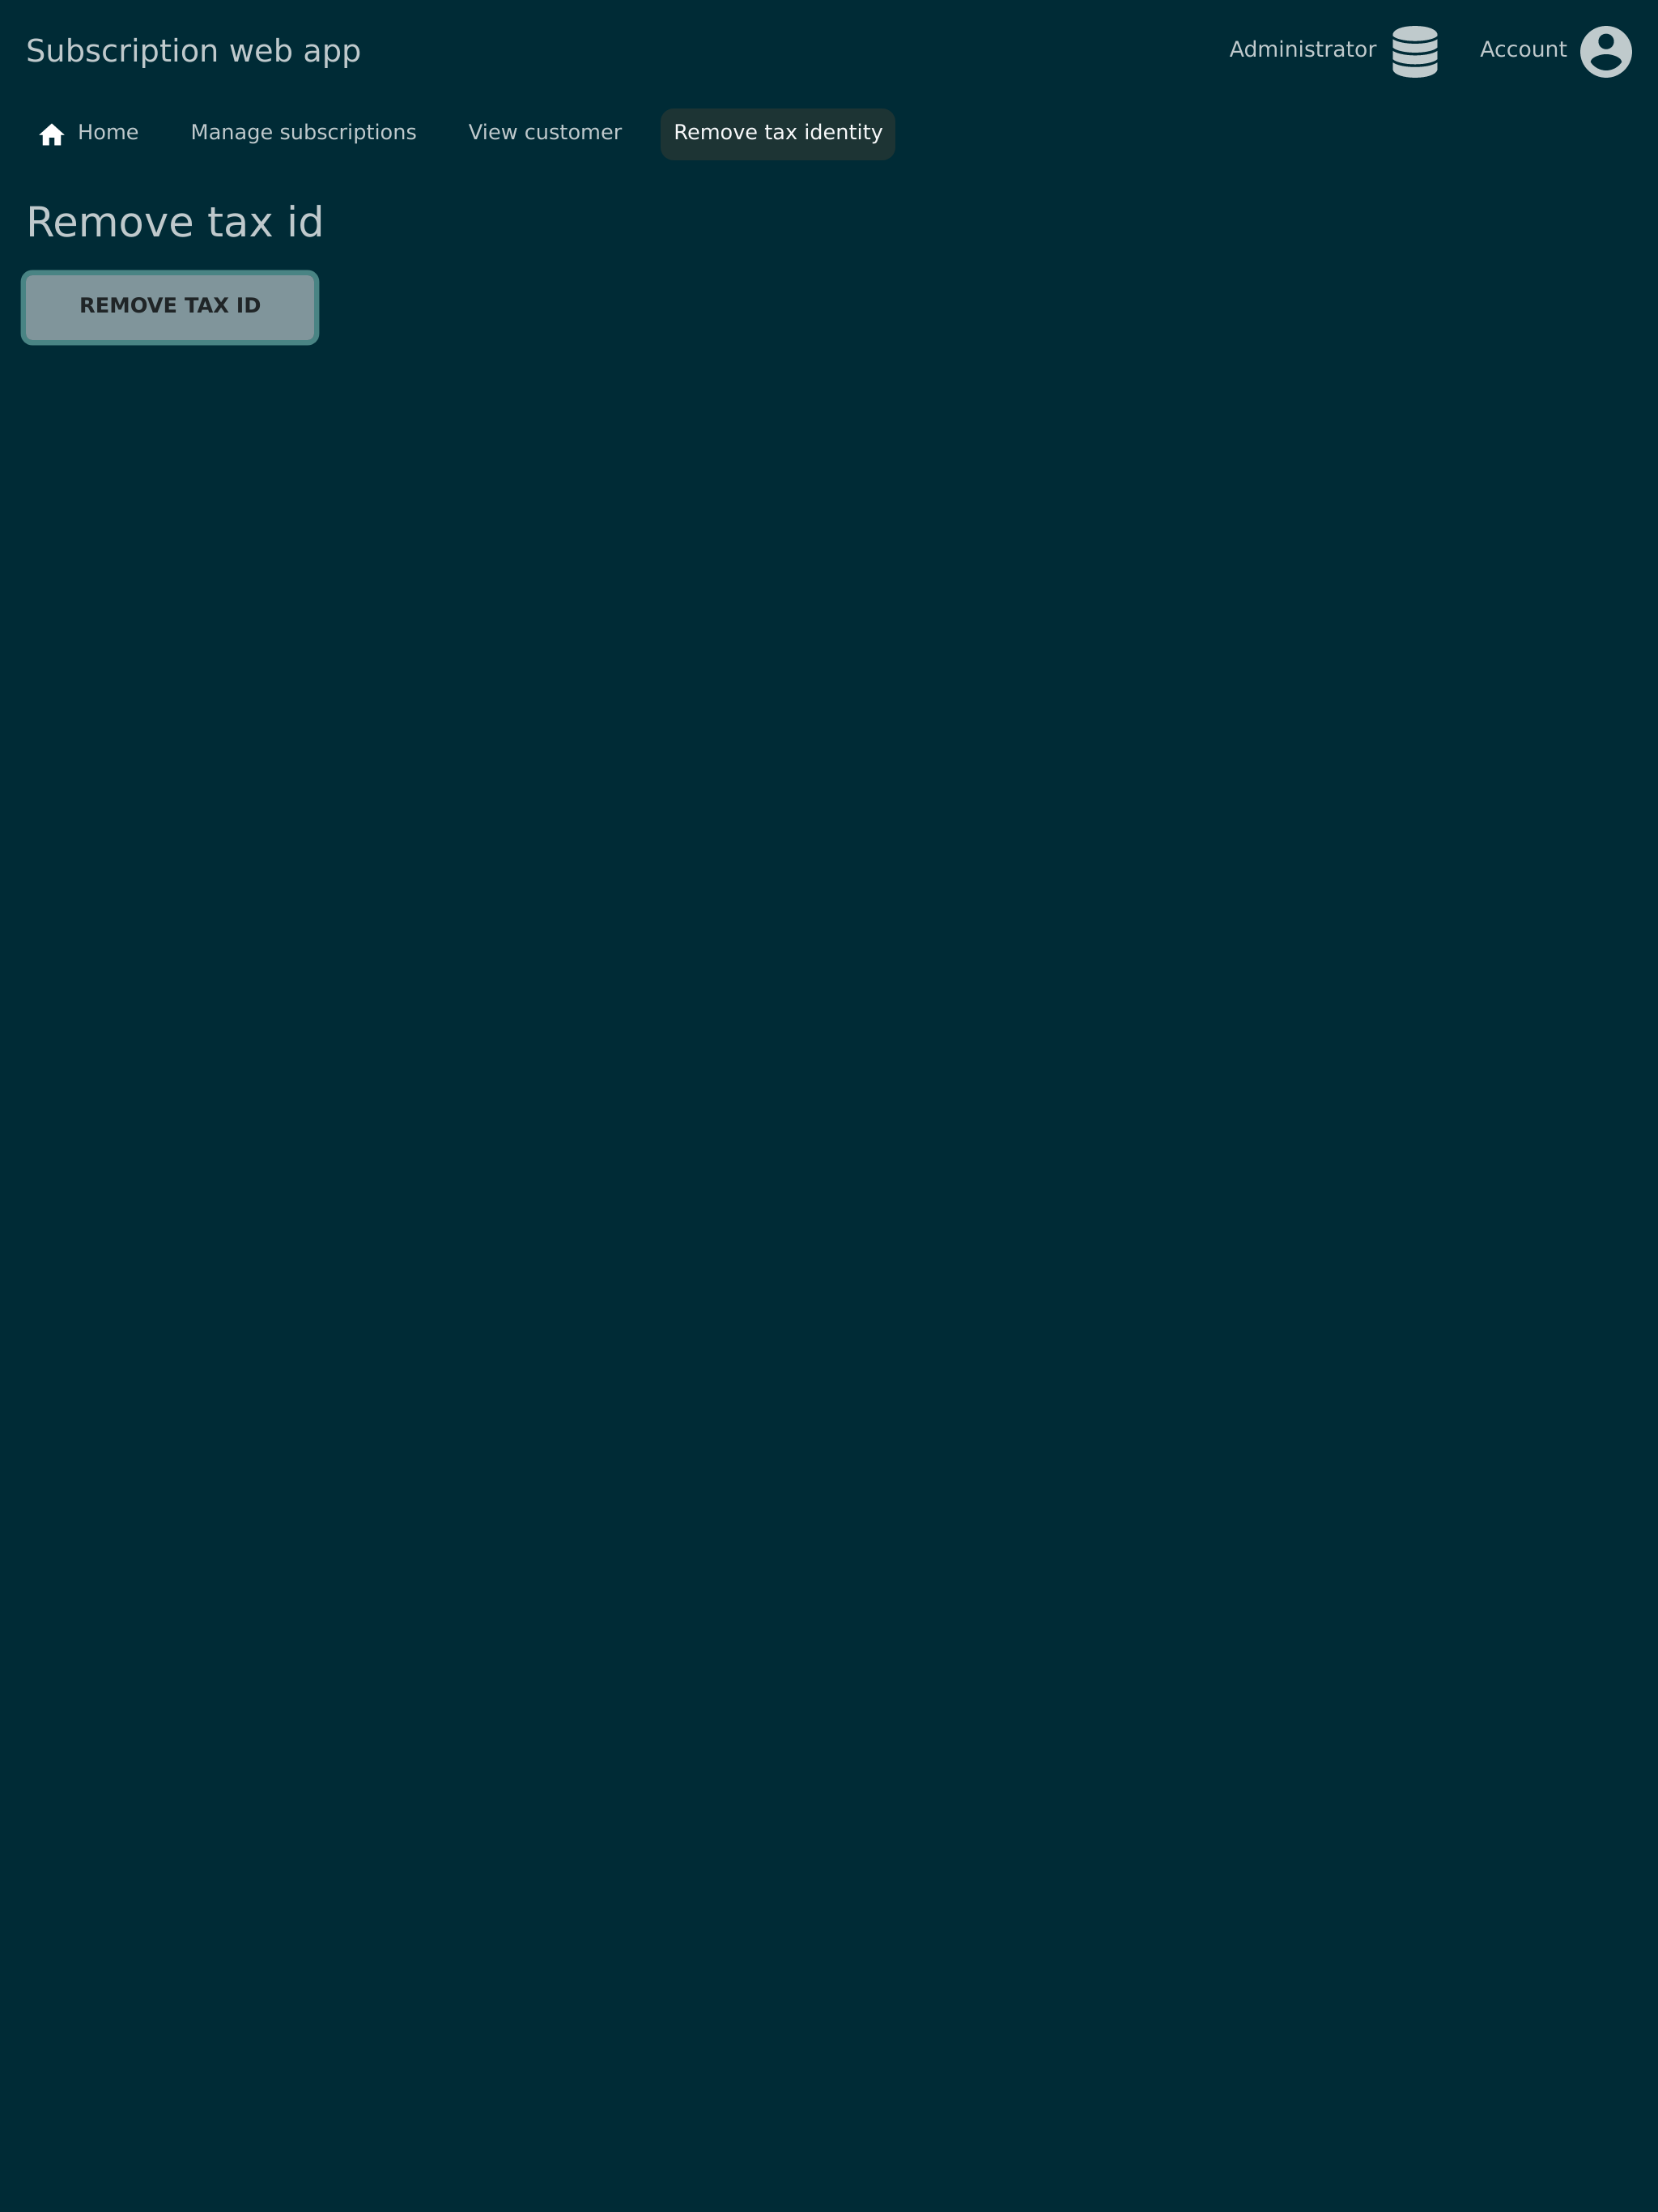 Subscription web app
Administrator
Account
Home
Manage subscriptions
View customer
Remove tax identity
Remove tax id
REMOVE TAX ID